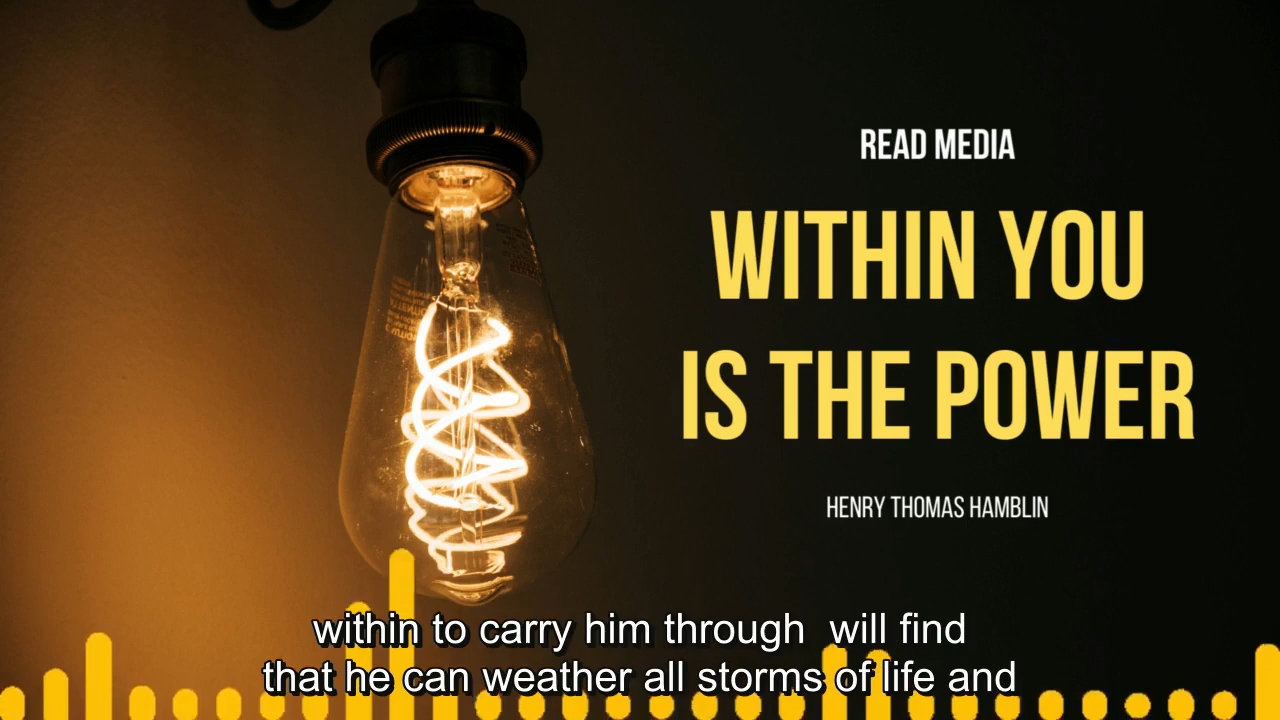 READ MEDIA
WITHIN YOU
IS THE POWER
HENRY THOMAS HAMBLIN
within to carry him through  will find
that he can weather all storms of life and